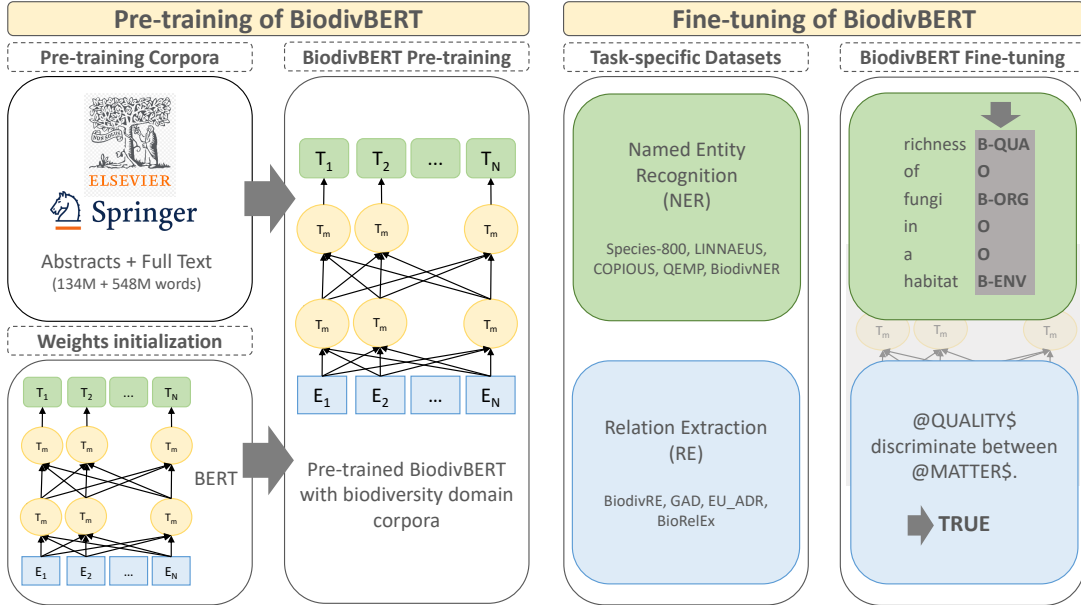 Pre-training of BiodivBERT
Pre-training Corpora
ELSEVIER
Springer
Abstracts + Full Text
(134M + 548M words)
Weights initialization
T1 T2 ... TN
Tm Tm Tm
BERT
Tm Tm Tm
E1 E2 ... EN
BiodivBERT Pre-training
T1 T2 ... TN
Tm Tm Tm
Tm Tm Tm
E1 E2 ... EN
Pre-trained BiodivBERT
with biodiversity domain
corpora
Fine-tuning of BiodivBERT
Task-specific Datasets
Named Entity
Recognition
(NER)
Species-800, LINNAEUS,
COPIOUS, QEMP, BiodivNER
Relation Extraction
(RE)
BiodivRE, GAD, EU_ADR,
BioRelEx
BiodivBERT Fine-tuning
richness B-QUA
of O
fungi B-ORG
in O
a O
habitat B-ENV
Tm Tm Tm
@QUALITY$
discriminate between
@MATTER$.
TRUE